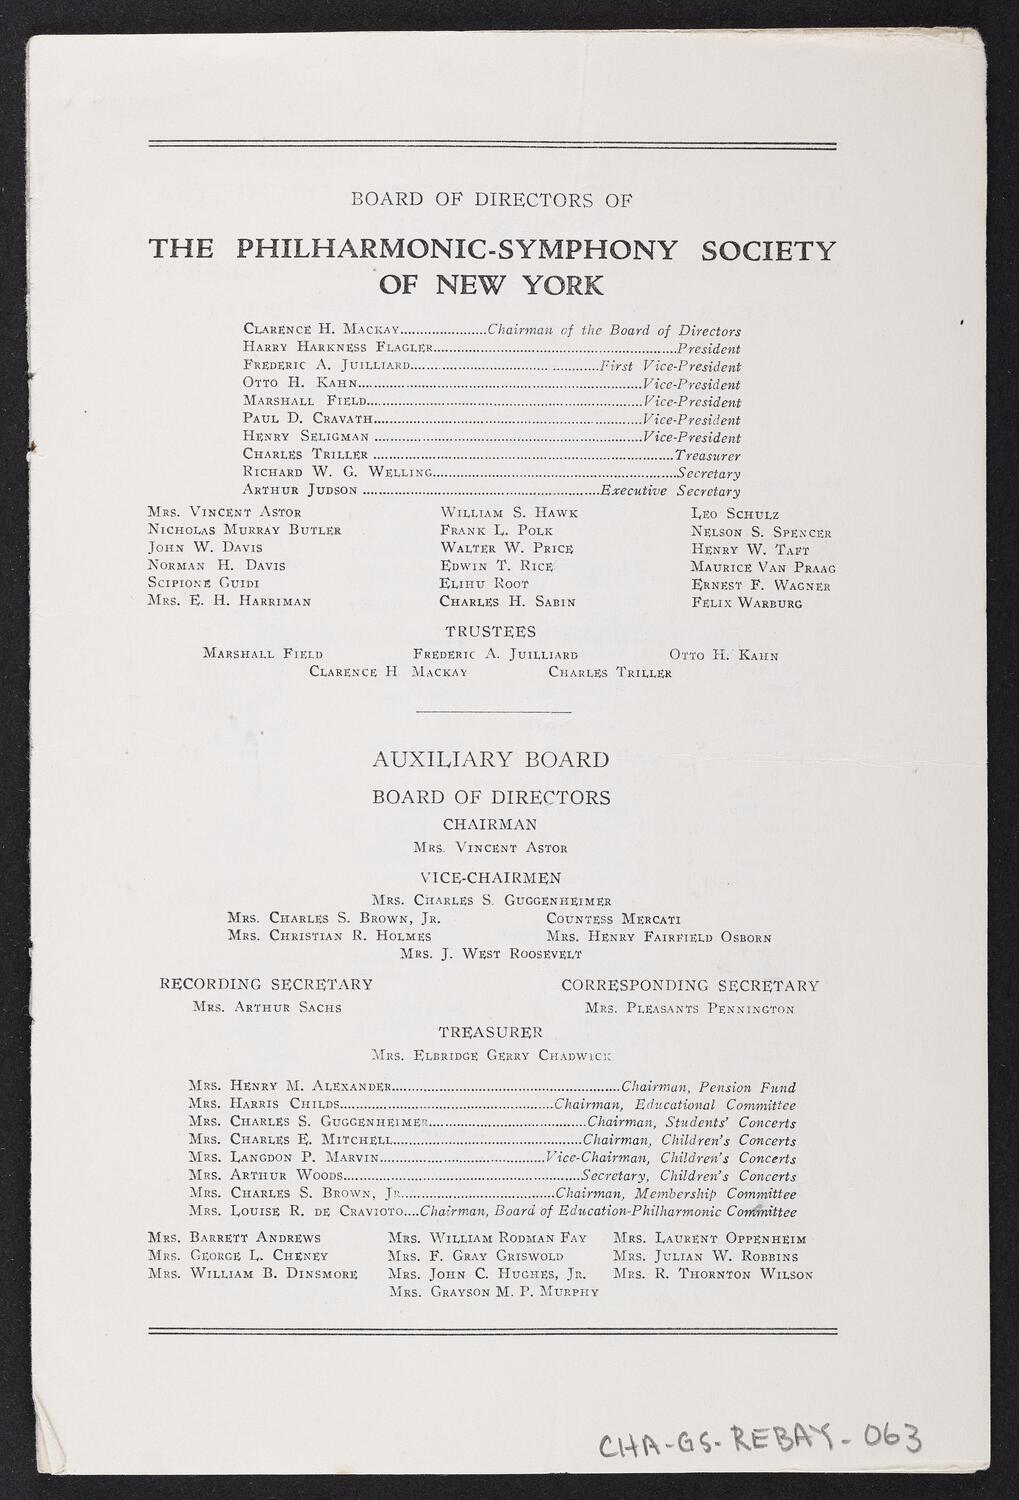 BOARD OF DIRECTORS OF
THE PHILHARMONIC-SYMPHONY SOCIETY
OF NEW YORK
Clarence H. Mackay......................Chairman of the Board of Directors
Harry Harkness Flagler..............................................................President
Frederic A. Juilliard................................................First Vice-President
Otto H. Kahn........................................................................Vice-President
Marshall Field......................................................................Vice-President
Paul D. Cravath....................................................................Vice-President
Henry Seligman ....................................................................Vice-President
Charles Triller ............................................................................Treasurer
Richard W. G. Welling..............................................................Secretary
Arthur Judson ............................................................Executive Secretary
Mrs. Vincent Astor William S. Hawk Leo Schulz
Nicholas Murray Butler Frank L. Polk Nelson S. Spencer
John W. Davis Walter W. Price Henry W. Taft
Norman H. Davis Edwin T. Rice Maurice Van Praag
Scipione Guidi Elihu Root Ernest F. Wagner
Mrs. E. H. Harriman Charles H. Sabin Felix Warburg
TRUSTEES
Marshall Field Frederic A. Juilliard Otto H. Kahn
Clarence H Mackay Charles Triller
AUXILIARY BOARD
BOARD OF DIRECTORS
CHAIRMAN
Mrs. Vincent Astor
VICE-CHAIRMEN
Mrs. Charles S. Guggenheimer
Mrs. Charles S. Brown, Jr. Countess Mercati
Mrs. Christian R. Holmes Mrs. Henry Fairfield Osborn
Mrs. J. West Roosevelt
RECORDING SECRETARY CORRESPONDING SECRETARY
Mrs. Arthur Sachs Mrs. Pleasants Pennington
TREASURER
Mrs. Elbridge Gerry Chadwick
Mrs. Henry M. Alexander..........................................................Chairman, Pension Fund
Mrs. Harris Childs......................................................Chairman, Educational Committee
Mrs. Charles S. Guggenheimer........................................Chairman, Students' Concerts
Mrs. Charles E. Mitchell................................................Chairman, Children's Concerts
Mrs. Langdon P. Marvin..........................................Vice-Chairman, Children's Concerts
Mrs. Arthur Woods............................................................Secretary, Children's Concerts
Mrs. Charles S. Brown, Jr.......................................Chairman, Membership Committee
Mrs. Louise R. de Cravioto....Chairman, Board of Education-Philharmonic Committee
Mrs. Barrett Andrews Mrs. William Rodman Fay Mrs. Laurent Oppenheim
Mrs. George L. Cheney Mrs. F. Gray Griswold Mrs. Julian W. Robbins
Mrs. William B. Dinsmore Mrs. John C. Hughes, Jr. Mrs. R. Thornton Wilson
Mrs. Grayson M. P. Murphy
CHA-GS-REBAY-063